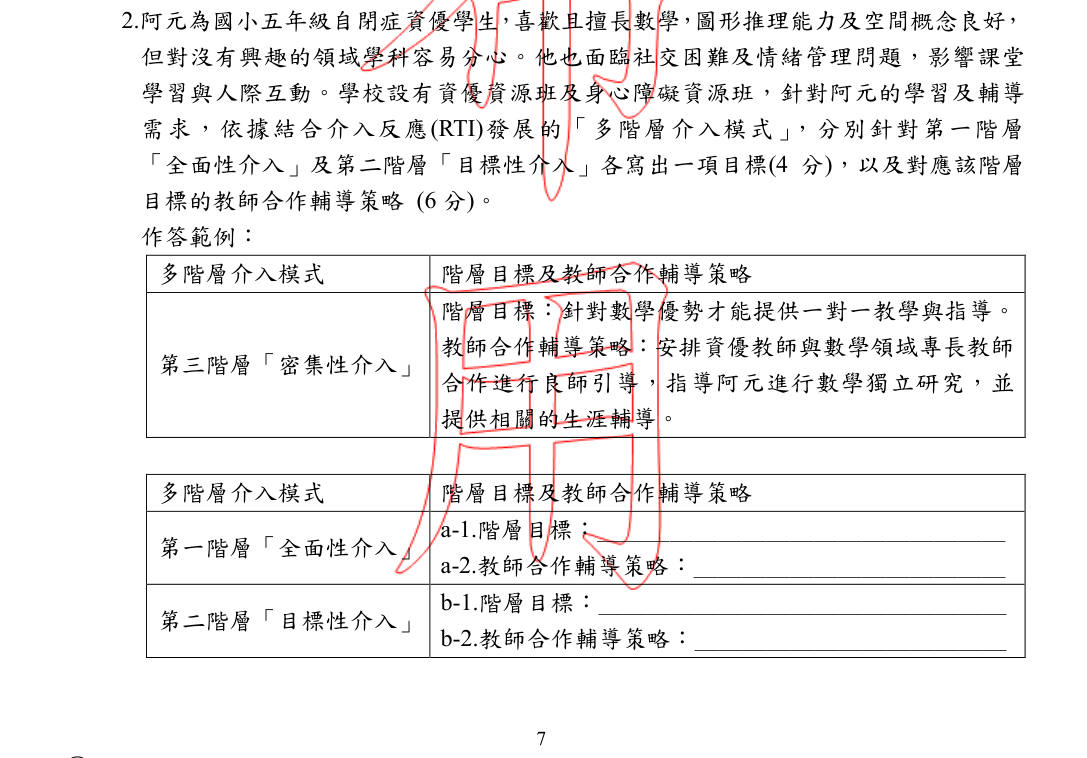 2.阿元為國小五年級自閉症資優學生，喜歡且擅長數學，圖形推理能力及空間概念良好，
但對沒有興趣的領域學科容易分心。他也面臨社交困難及情緒管理問題，影響課堂
學習與人際互動。學校設有資優資源班及身心障礙資源班，針對阿元的學習及輔導
需求，依據結合介入反應(RTI)發展的「多階層介入模式」，分別針對第一階層
「全面性介入」及第二階層「目標性介入」各寫出一項目標(4 分)，以及對應該階層
目標的教師合作輔導策略 (6 分)。
作答範例：
多階層介入模式
階層目標及教師合作輔導策略
第三階層「密集性介入」
階層目標：針對數學優勢才能提供一對一教學與指導。
教師合作輔導策略：安排資優教師與數學領域專長教師
合作進行良師引導，指導阿元進行數學獨立研究，並
提供相關的生涯輔導。
多階層介入模式
階層目標及教師合作輔導策略
第一階層「全面性介入」
a-1.階層目標：
a-2.教師合作輔導策略：
第二階層「目標性介入」
b-1.階層目標：
b-2.教師合作輔導策略：
用
7